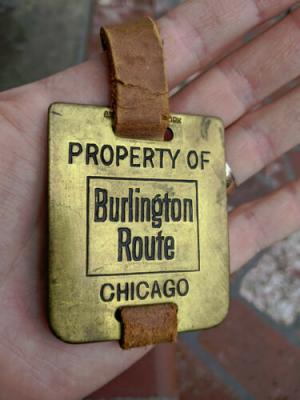 PROPERTY OF
Burlington
Route
CHICAGO